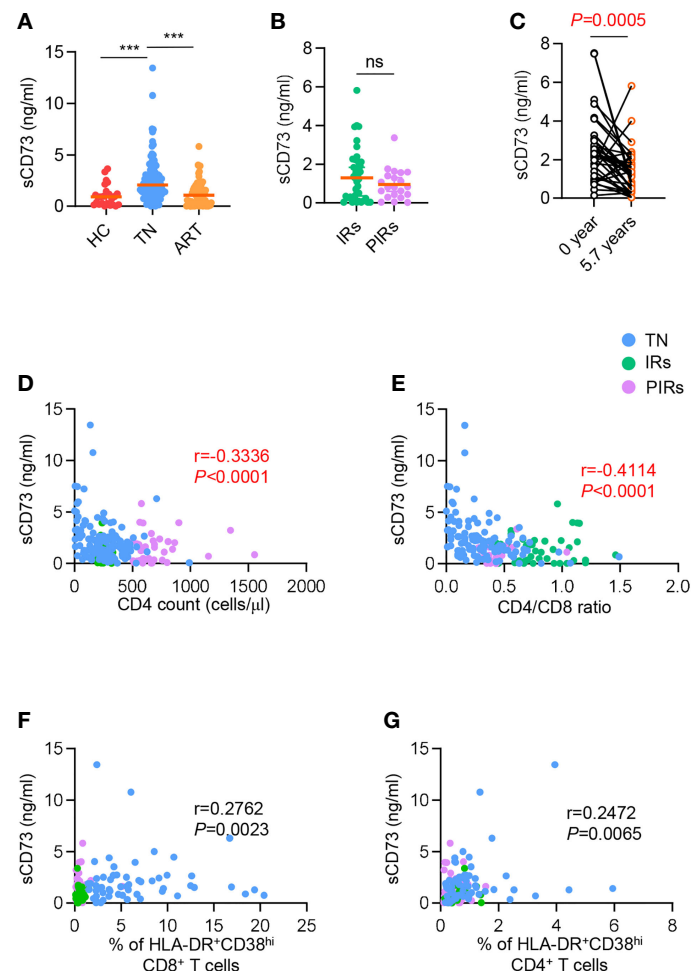 A
***
***
15
10
5
0
sCD73 (ng/ml)
HC
TN
ART
B
ns
8
6
4
2
0
sCD73 (ng/ml)
IRs
PIRs
C
P=0.0005
8
6
4
2
0
sCD73 (ng/ml)
0 year
5.7 years
TN
IRs
PIRs
D
15
10
5
0
sCD73 (ng/ml)
r=-0.3336
P<0.0001
0 500 1000 1500 2000
CD4 count (cells/μl)
E
15
10
5
0
sCD73 (ng/ml)
r=-0.4114
P<0.0001
0.0 0.5 1.0 1.5 2.0
CD4/CD8 ratio
F
15
10
5
0
sCD73 (ng/ml)
r=0.2762
P=0.0023
0 5 10 15 20 25
% of HLA-DR⁺CD38ʰⁱ
CD8⁺ T cells
G
15
10
5
0
sCD73 (ng/ml)
r=0.2472
P=0.0065
0 2 4 6 8
% of HLA-DR⁺CD38ʰⁱ
CD4⁺ T cells